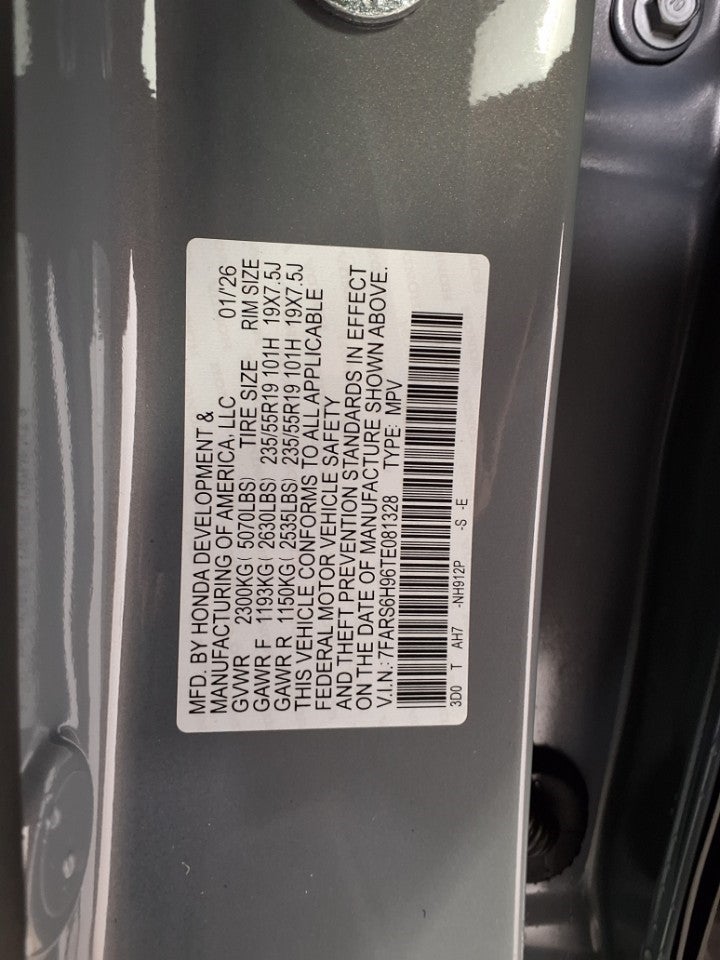 MFD. BY HONDA DEVELOPMENT &
MANUFACTURING OF AMERICA, LLC 01/'26
GVWR 2300KG( 5070LBS) TIRE SIZE RIM SIZE
GAWR F 1193KG( 2630LBS) 235/55R19 101H 19X7.5J
GAWR R 1150KG( 2535LBS) 235/55R19 101H 19X7.5J
THIS VEHICLE CONFORMS TO ALL APPLICABLE
FEDERAL MOTOR VEHICLE SAFETY
AND THEFT PREVENTION STANDARDS IN EFFECT
ON THE DATE OF MANUFACTURE SHOWN ABOVE.
V.I.N.: 7FARS6H96TE081328 TYPE: MPV
3D0 T AH7 -NH912P -S -E